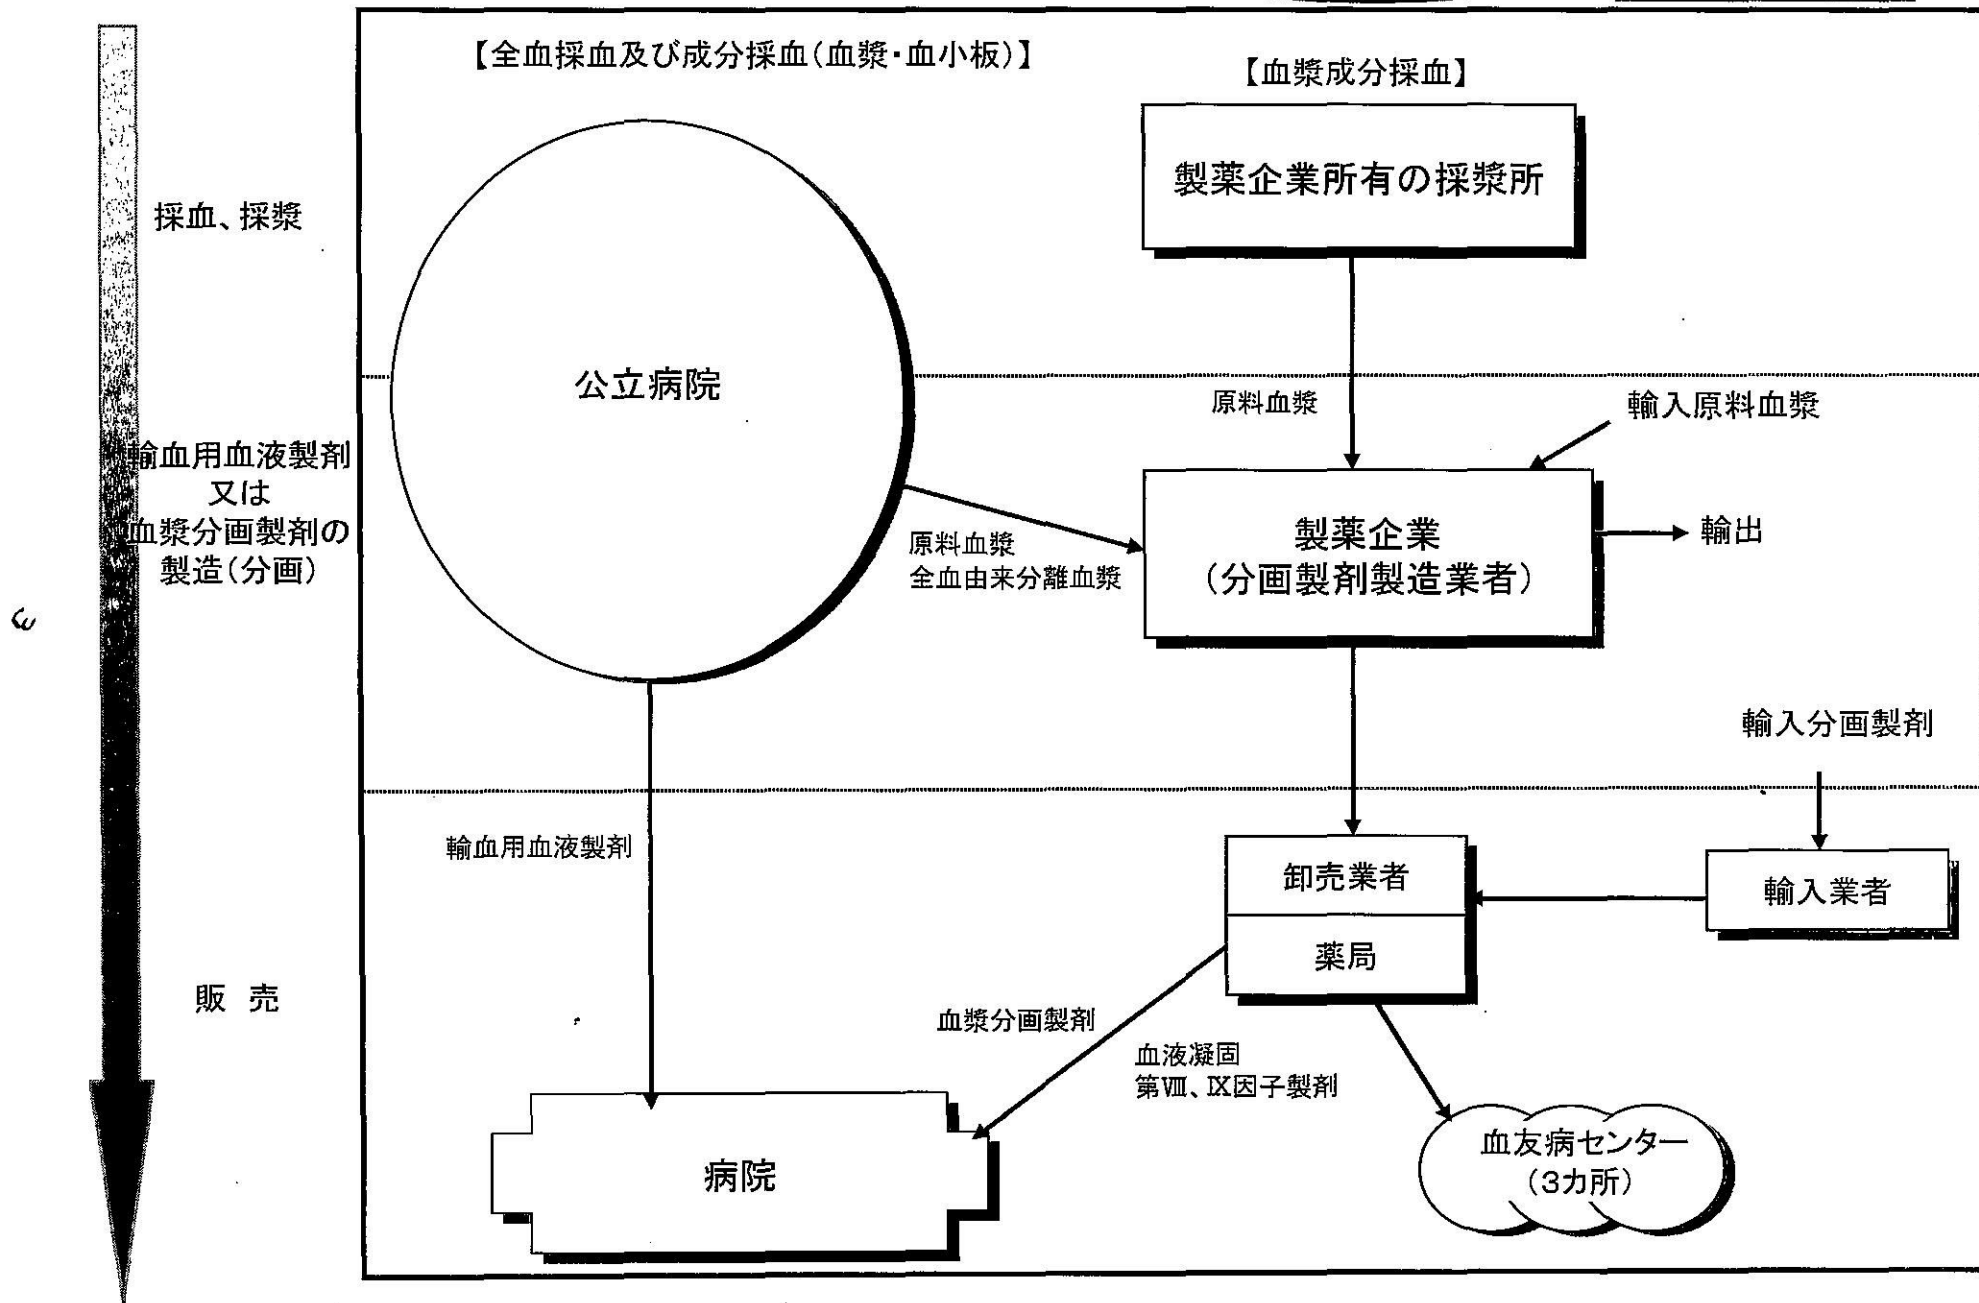 【全血採血及び成分採血(血漿・血小板)】
【血漿成分採血】
製薬企業所有の採漿所
採血、採漿
公立病院
原料血漿
輸入原料血漿
輸血用血液製剤
又は
血漿分画製剤の
製造(分画)
製薬企業
(分画製剤製造業者)
輸出
原料血漿
全血由来分離血漿
輸入分画製剤
輸血用血液製剤
卸売業者
輸入業者
薬局
販 売
血漿分画製剤
血液凝固
第Ⅷ、Ⅸ因子製剤
血友病センター
(3カ所)
病院